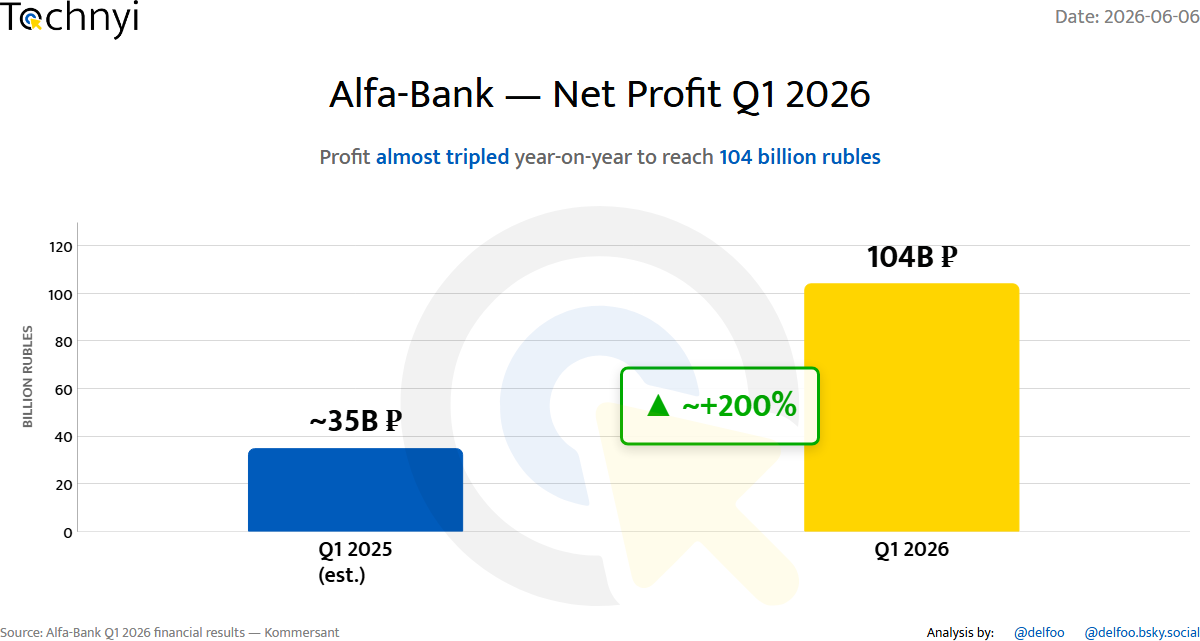 Tochnyi
Date: 2026-06-06
Alfa-Bank — Net Profit Q1 2026
Profit almost tripled year-on-year to reach 104 billion rubles
BILLION RUBLES
120
100
80
60
40
20
0
~35B ₽
▲ ~+200%
104B ₽
Q1 2025
(est.)
Q1 2026
Source: Alfa-Bank Q1 2026 financial results — Kommersant
Analysis by: @delfoo @delfoo.bsky.social